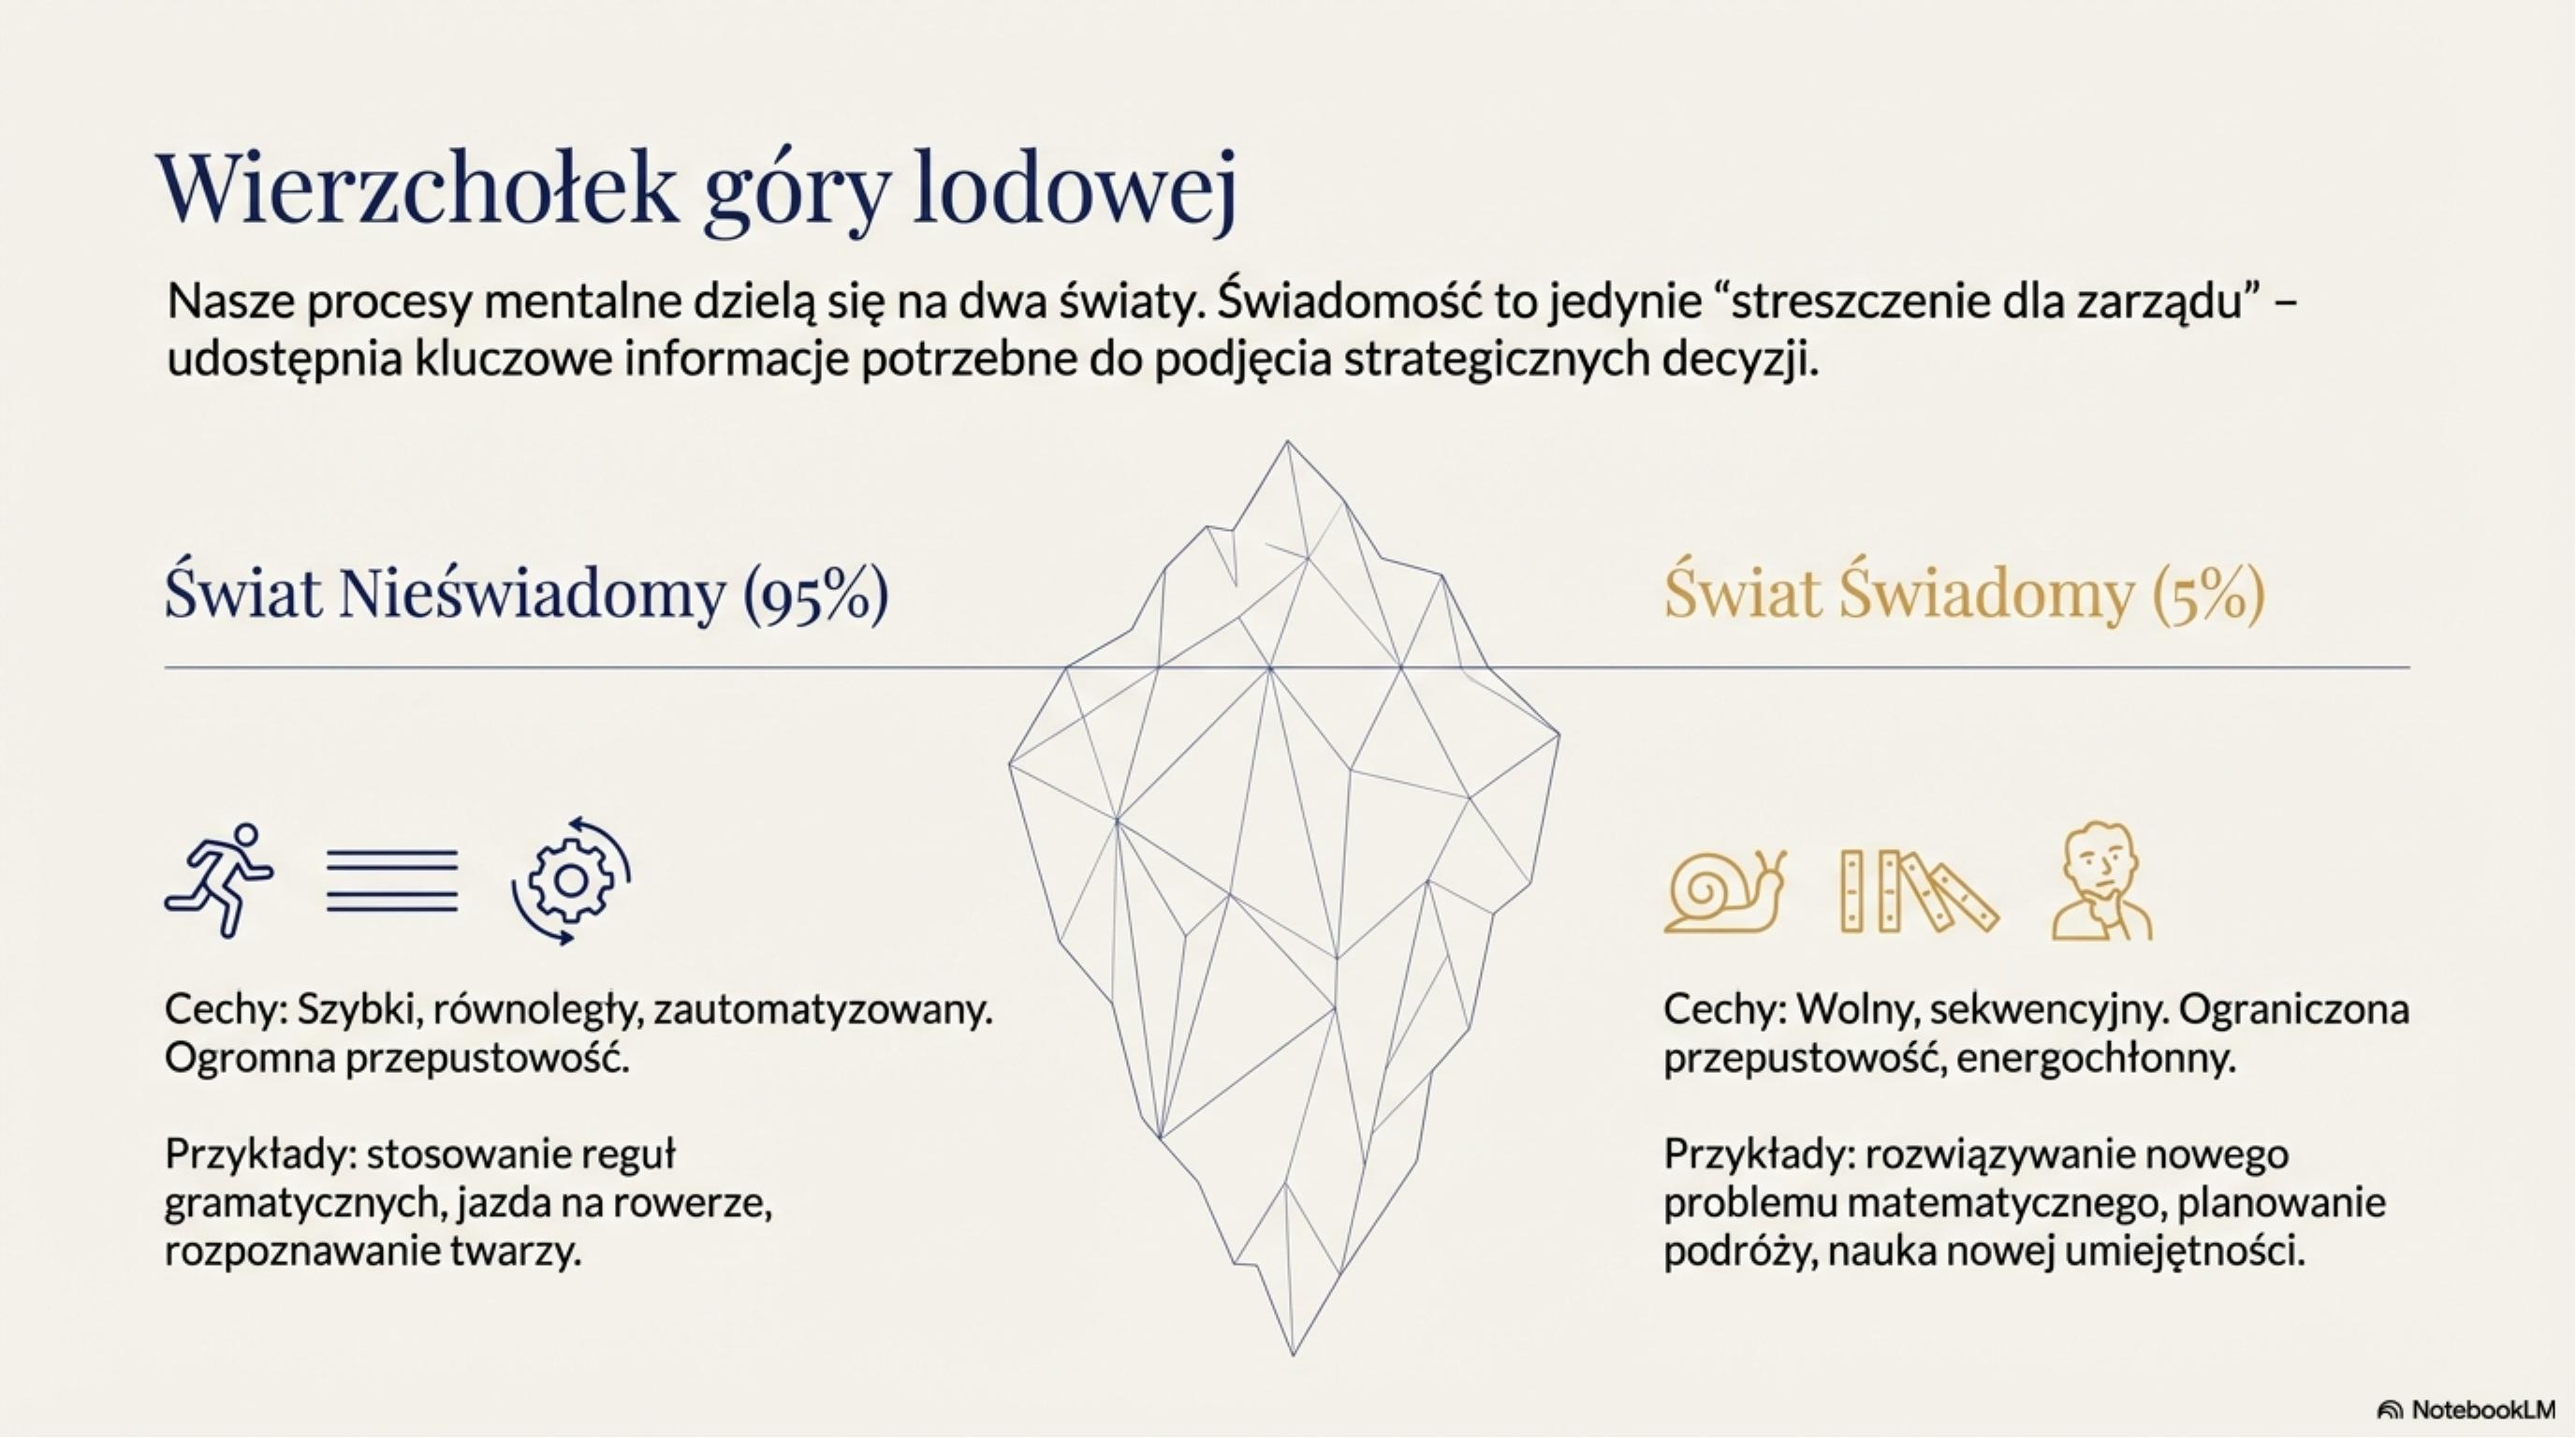 Wierzchołek góry lodowej
Nasze procesy mentalne dzielą się na dwa światy. Świadomość to jedynie “streszczenie dla zarządu” –
udostępnia kluczowe informacje potrzebne do podjęcia strategicznych decyzji.
Świat Nieświadomy (95%)
Cechy: Szybki, równoległy, zautomatyzowany.
Ogromna przepustowość.
Przykłady: stosowanie reguł
gramatycznych, jazda na rowerze,
rozpoznawanie twarzy.
Świat Świadomy (5%)
Cechy: Wolny, sekwencyjny. Ograniczona
przepustowość, energochłonny.
Przykłady: rozwiązywanie nowego
problemu matematycznego, planowanie
podróży, nauka nowej umiejętności.
NotebookLM